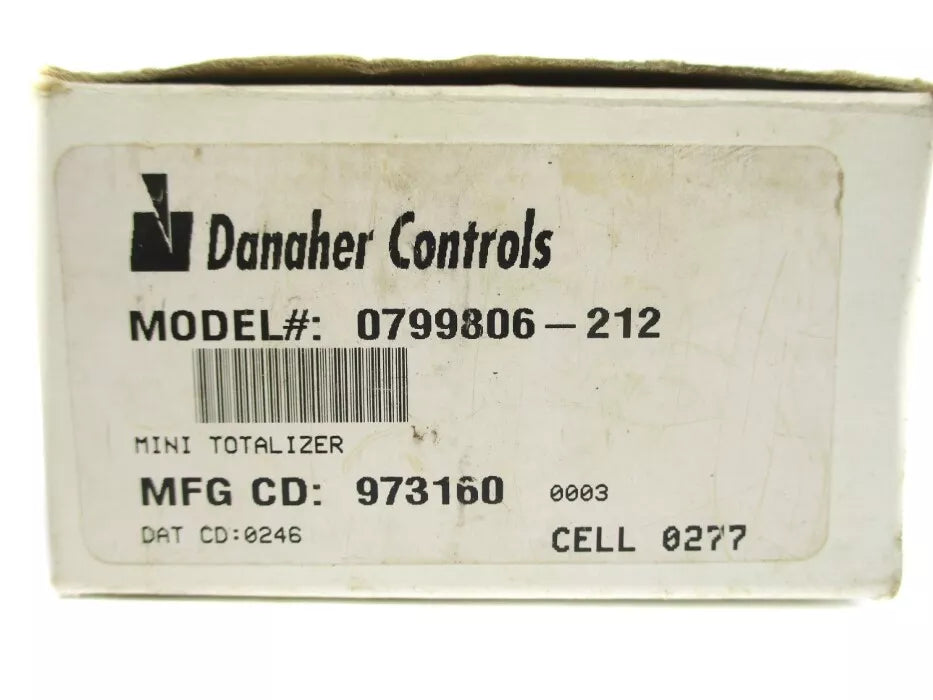 Danaher Controls
MODEL#: 0799806-212
MINI TOTALIZER
MFG CD: 973160 0003
DAT CD:0246 CELL 0277